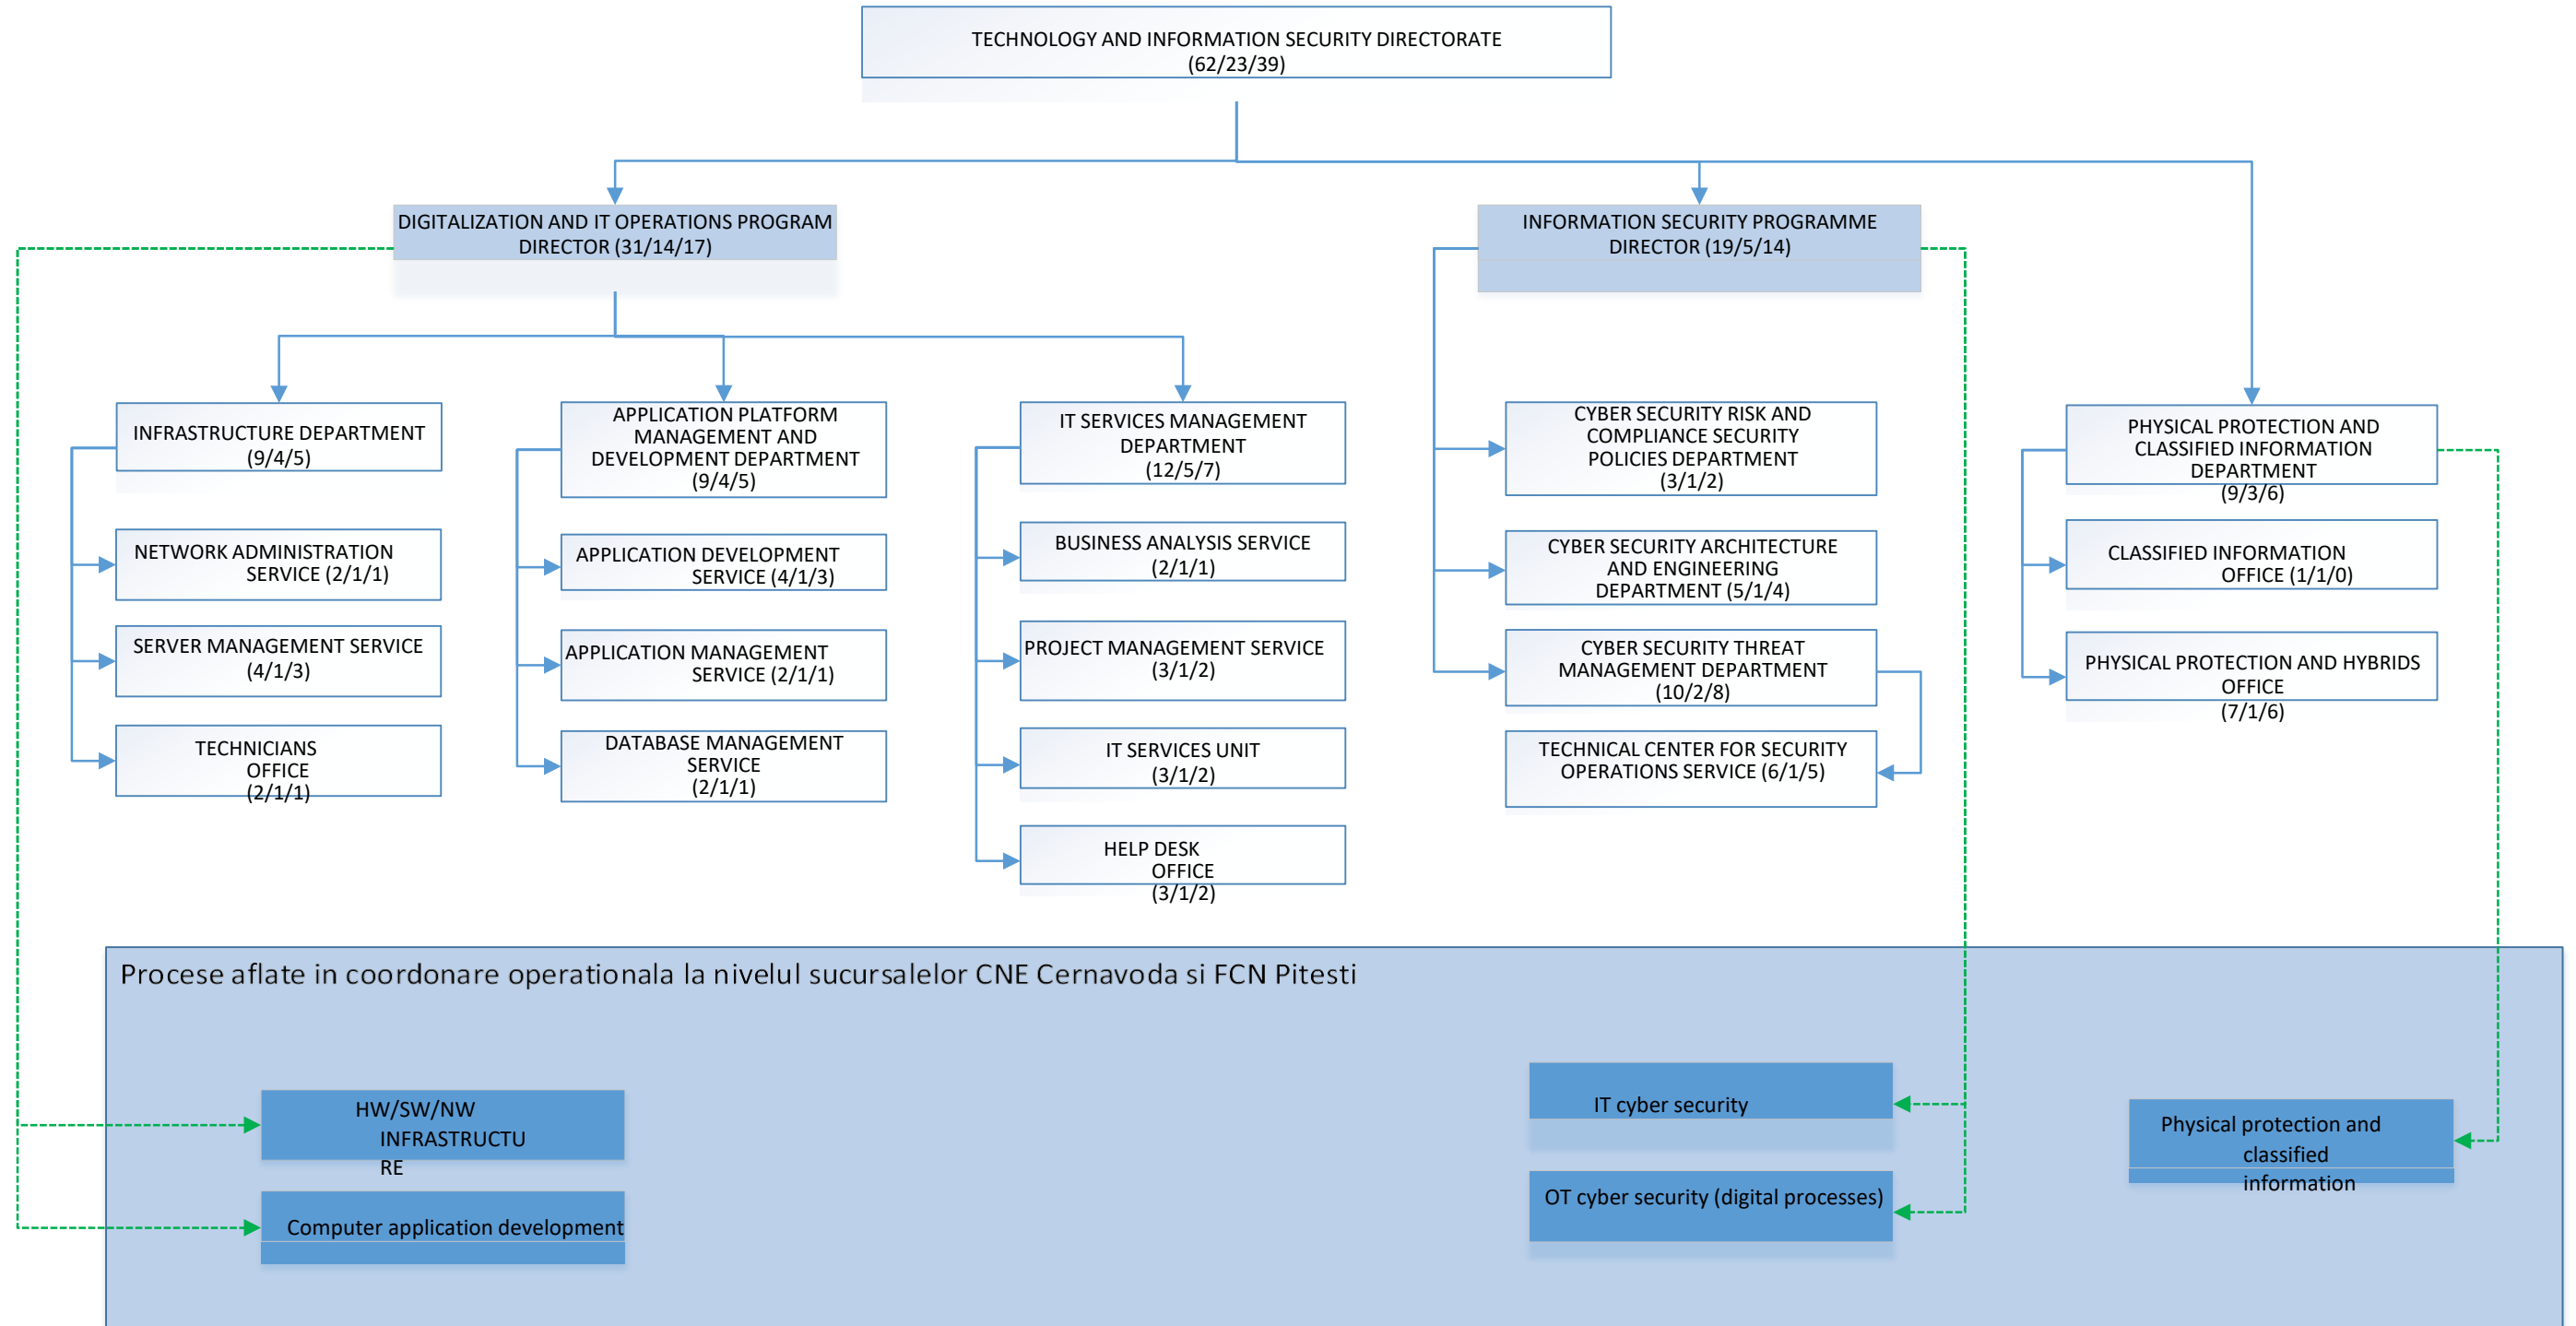 TECHNOLOGY AND INFORMATION SECURITY DIRECTORATE
(62/23/39)
DIGITALIZATION AND IT OPERATIONS PROGRAM
DIRECTOR (31/14/17)
INFORMATION SECURITY PROGRAMME
DIRECTOR (19/5/14)
INFRASTRUCTURE DEPARTMENT
(9/4/5)
NETWORK ADMINISTRATION
SERVICE (2/1/1)
SERVER MANAGEMENT SERVICE
(4/1/3)
TECHNICIANS
OFFICE
(2/1/1)
APPLICATION PLATFORM
MANAGEMENT AND
DEVELOPMENT DEPARTMENT
(9/4/5)
APPLICATION DEVELOPMENT
SERVICE (4/1/3)
APPLICATION MANAGEMENT
SERVICE (2/1/1)
DATABASE MANAGEMENT
SERVICE
(2/1/1)
IT SERVICES MANAGEMENT
DEPARTMENT
(12/5/7)
BUSINESS ANALYSIS SERVICE
(2/1/1)
PROJECT MANAGEMENT SERVICE
(3/1/2)
IT SERVICES UNIT
(3/1/2)
HELP DESK
OFFICE
(3/1/2)
CYBER SECURITY RISK AND
COMPLIANCE SECURITY
POLICIES DEPARTMENT
(3/1/2)
CYBER SECURITY ARCHITECTURE
AND ENGINEERING
DEPARTMENT (5/1/4)
CYBER SECURITY THREAT
MANAGEMENT DEPARTMENT
(10/2/8)
TECHNICAL CENTER FOR SECURITY
OPERATIONS SERVICE (6/1/5)
PHYSICAL PROTECTION AND
CLASSIFIED INFORMATION
DEPARTMENT
(9/3/6)
CLASSIFIED INFORMATION
OFFICE (1/1/0)
PHYSICAL PROTECTION AND HYBRIDS
OFFICE
(7/1/6)
Procese aflate in coordonare operationala la nivelul sucursalelor CNE Cernavoda si FCN Pitesti
HW/SW/NW
INFRASTRUCTU
RE
Computer application development
IT cyber security
OT cyber security (digital processes)
Physical protection and
classified
information